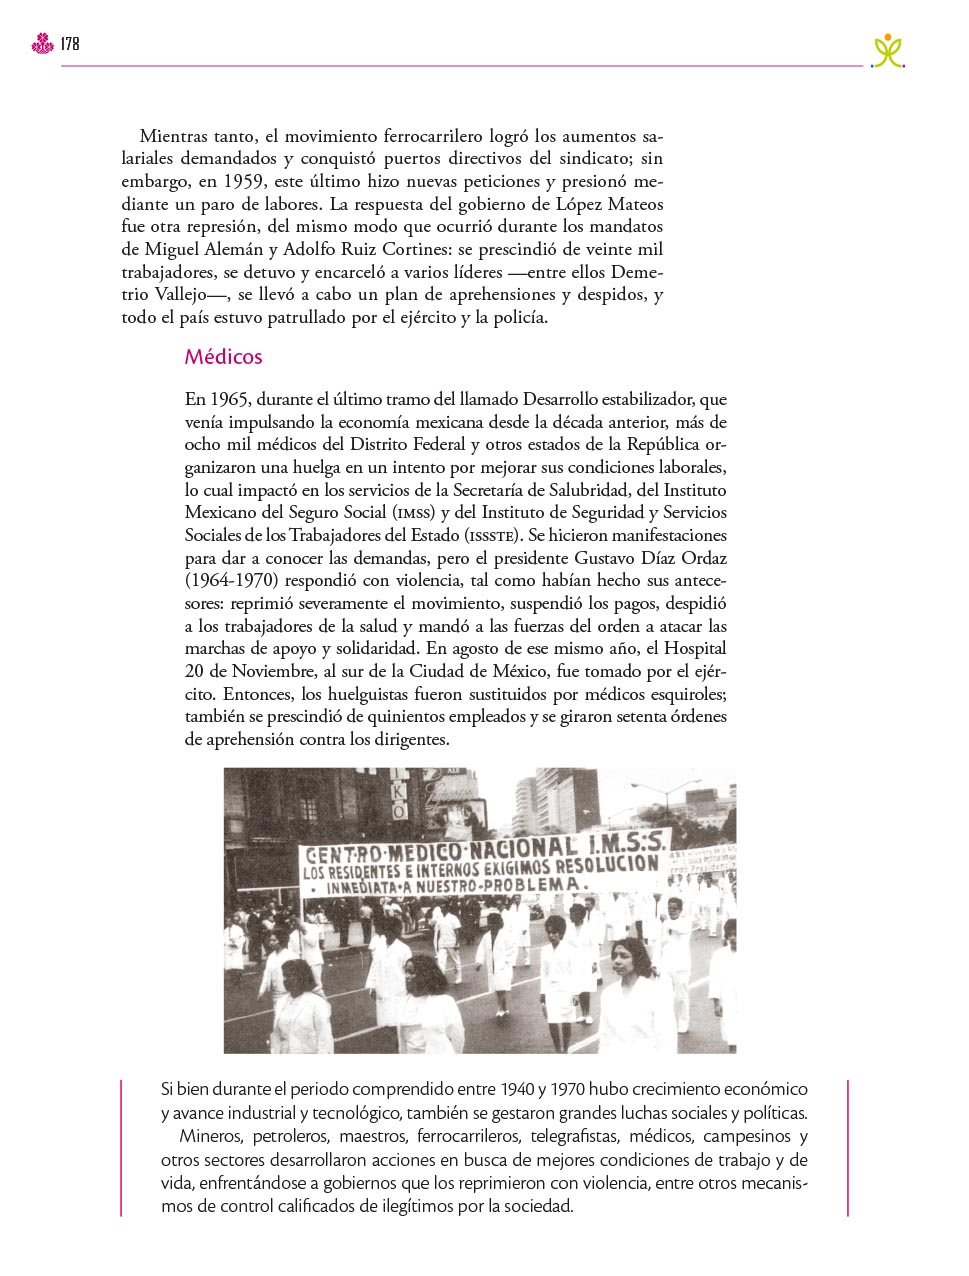 178
Mientras tanto, el movimiento ferrocarrilero logró los aumentos sa-
lariales demandados y conquistó puertos directivos del sindicato; sin
embargo, en 1959, este último hizo nuevas peticiones y presionó me-
diante un paro de labores. La respuesta del gobierno de López Mateos
fue otra represión, del mismo modo que ocurrió durante los mandatos
de Miguel Alemán y Adolfo Ruiz Cortines: se prescindió de veinte mil
trabajadores, se detuvo y encarceló a varios líderes —entre ellos Deme-
trio Vallejo—, se llevó a cabo un plan de aprehensiones y despidos, y
todo el país estuvo patrullado por el ejército y la policía.
Médicos
En 1965, durante el último tramo del llamado Desarrollo estabilizador, que
venía impulsando la economía mexicana desde la década anterior, más de
ocho mil médicos del Distrito Federal y otros estados de la República or-
ganizaron una huelga en un intento por mejorar sus condiciones laborales,
lo cual impactó en los servicios de la Secretaría de Salubridad, del Instituto
Mexicano del Seguro Social (IMSS) y del Instituto de Seguridad y Servicios
Sociales de los Trabajadores del Estado (ISSSTE). Se hicieron manifestaciones
para dar a conocer las demandas, pero el presidente Gustavo Díaz Ordaz
(1964-1970) respondió con violencia, tal como habían hecho sus antece-
sores: reprimió severamente el movimiento, suspendió los pagos, despidió
a los trabajadores de la salud y mandó a las fuerzas del orden a atacar las
marchas de apoyo y solidaridad. En agosto de ese mismo año, el Hospital
20 de Noviembre, al sur de la Ciudad de México, fue tomado por el ejér-
cito. Entonces, los huelguistas fueron sustituidos por médicos esquiroles;
también se prescindió de quinientos empleados y se giraron setenta órdenes
de aprehensión contra los dirigentes.
IKO
CENTRO·MEDICO·NACIONAL I.M.S.S.
LOS RESIDENTES E INTERNOS EXIGIMOS RESOLUCION
· INMEDIATA·A NUESTRO·PROBLEMA.
Si bien durante el periodo comprendido entre 1940 y 1970 hubo crecimiento económico
y avance industrial y tecnológico, también se gestaron grandes luchas sociales y políticas.
Mineros, petroleros, maestros, ferrocarrileros, telegrafistas, médicos, campesinos y
otros sectores desarrollaron acciones en busca de mejores condiciones de trabajo y de
vida, enfrentándose a gobiernos que los reprimieron con violencia, entre otros mecanis-
mos de control calificados de ilegítimos por la sociedad.